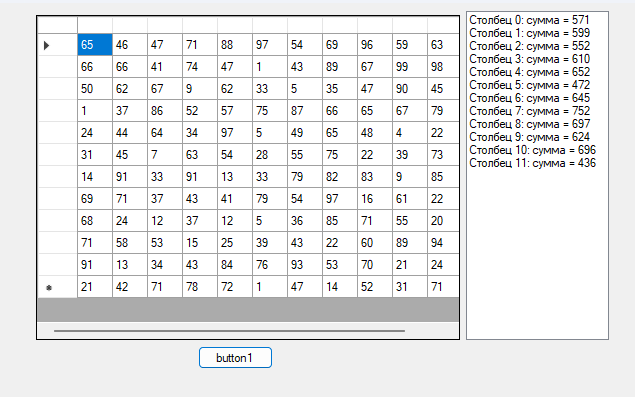 65 46 47 71 88 97 54 69 96 59 63
66 66 41 74 47 1 43 89 67 99 98
50 62 67 9 62 33 5 35 47 90 45
1 37 86 52 57 75 87 66 65 67 79
24 44 64 34 97 5 49 65 48 4 22
31 45 7 63 54 28 55 75 22 39 73
14 91 33 91 13 33 79 82 83 9 85
69 71 37 43 41 79 54 97 16 61 22
68 24 12 37 12 5 36 85 71 55 20
71 58 53 15 25 39 43 22 60 89 94
91 13 34 43 84 76 93 53 70 21 24
21 42 71 78 72 1 47 14 52 31 71
button1
Столбец 0: сумма = 571
Столбец 1: сумма = 599
Столбец 2: сумма = 552
Столбец 3: сумма = 610
Столбец 4: сумма = 652
Столбец 5: сумма = 472
Столбец 6: сумма = 645
Столбец 7: сумма = 752
Столбец 8: сумма = 697
Столбец 9: сумма = 624
Столбец 10: сумма = 696
Столбец 11: сумма = 436